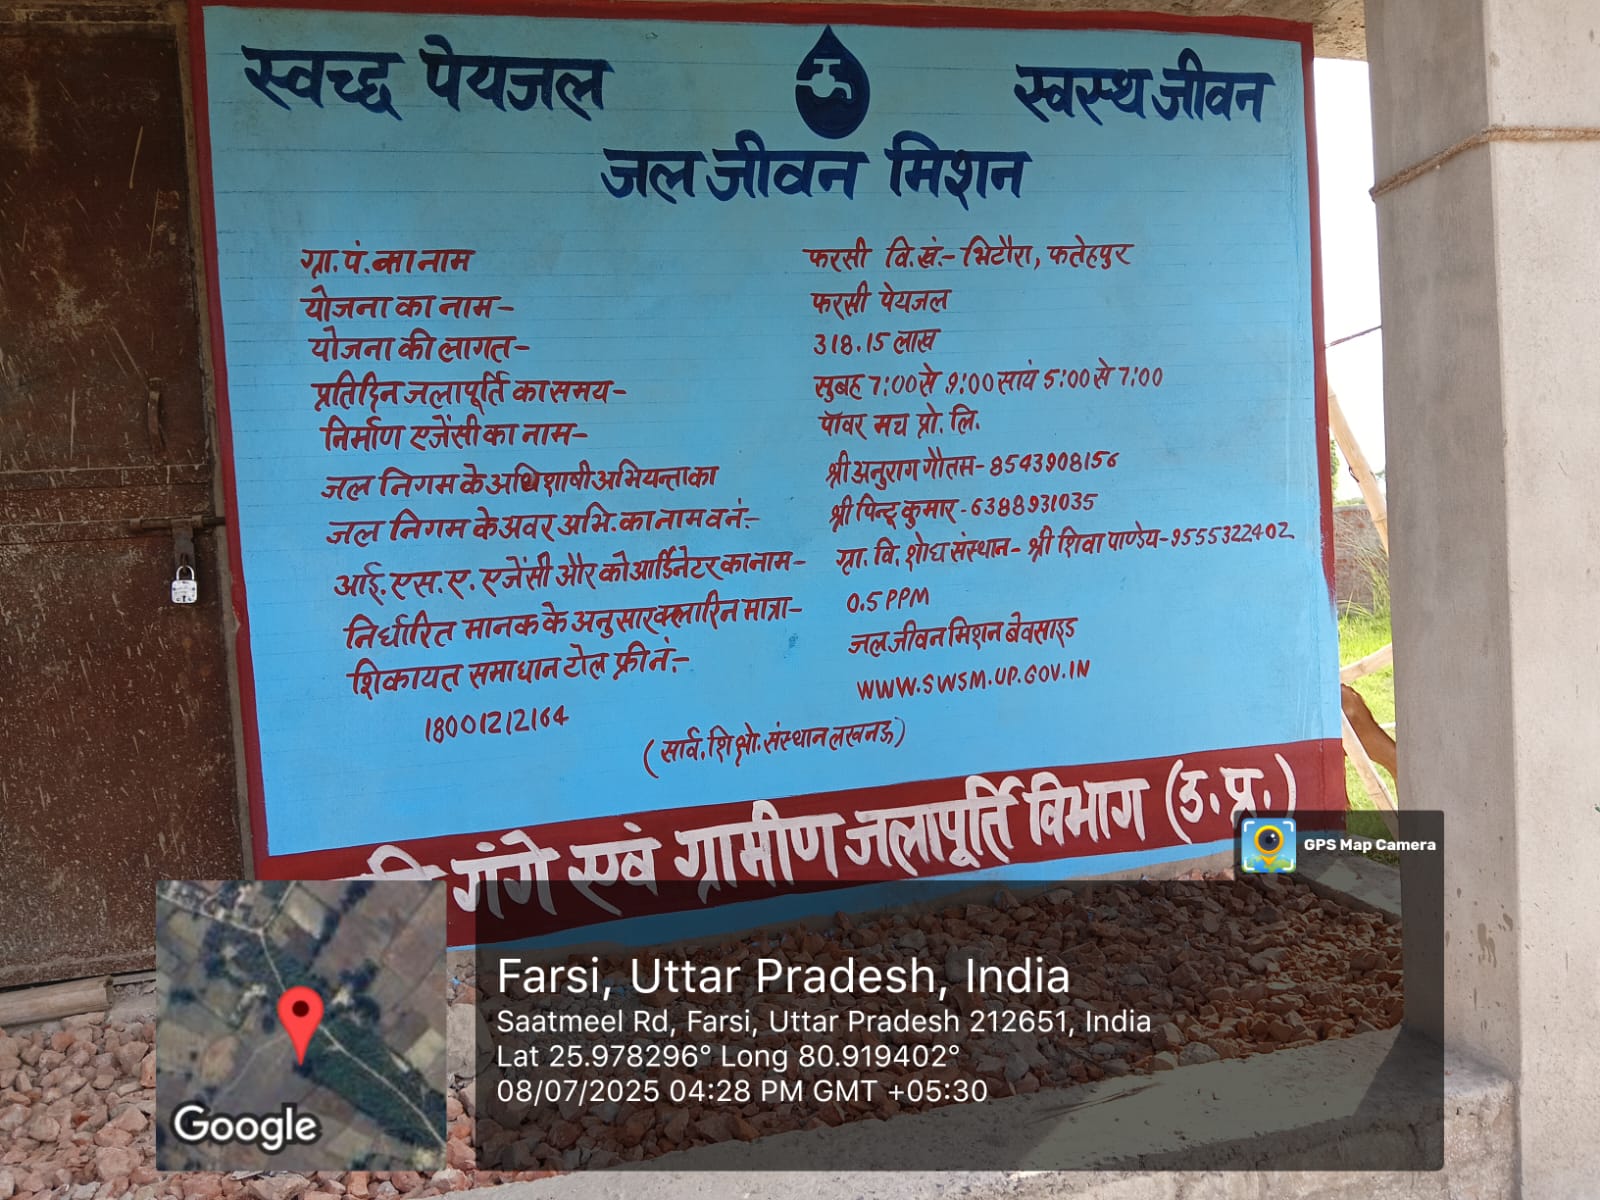 स्वच्छ पेयजल स्वस्थ जीवन
जल जीवन मिशन
ग्रा. पं. का नाम फरसी वि.खं.- भिटौरा, फतेहपुर
योजना का नाम- फरसी पेयजल
योजना की लागत- 318.15 लाख
प्रतिदिन जलापूर्ति का समय- सुबह 7:00 से 9:00 सायं 5:00 से 7:00
निर्माण एजेंसी का नाम- पॉवर मच प्रो. लि.
जल निगम के अधिशाषी अभियन्ता का श्री अनुराग गौतम- 8543908156
जल निगम के अवर अभि. का नाम व नं:- श्री पिन्टू कुमार - 6388931035
आई. एस. ए. एजेंसी और कोआर्डिनेटर का नाम- ग्रा. वि. शोध संस्थान- श्री शिवा पाण्डेय-9555322402
निर्धारित मानक के अनुसार क्लारिन मात्रा- 0.5 PPM
शिकायत समाधान टोल फ्री नं:- जल जीवन मिशन बेवसाइड
18001212164 WWW.SWSM.UP.GOV.IN
(सार्व. शि क्षो. संस्थान लखनऊ)
गंगे एवं ग्रामीण जलापूर्ति विभाग (उ. प्र.)
GPS Map Camera
Farsi, Uttar Pradesh, India
Saatmeel Rd, Farsi, Uttar Pradesh 212651, India
Lat 25.978296° Long 80.919402°
08/07/2025 04:28 PM GMT +05:30
Google